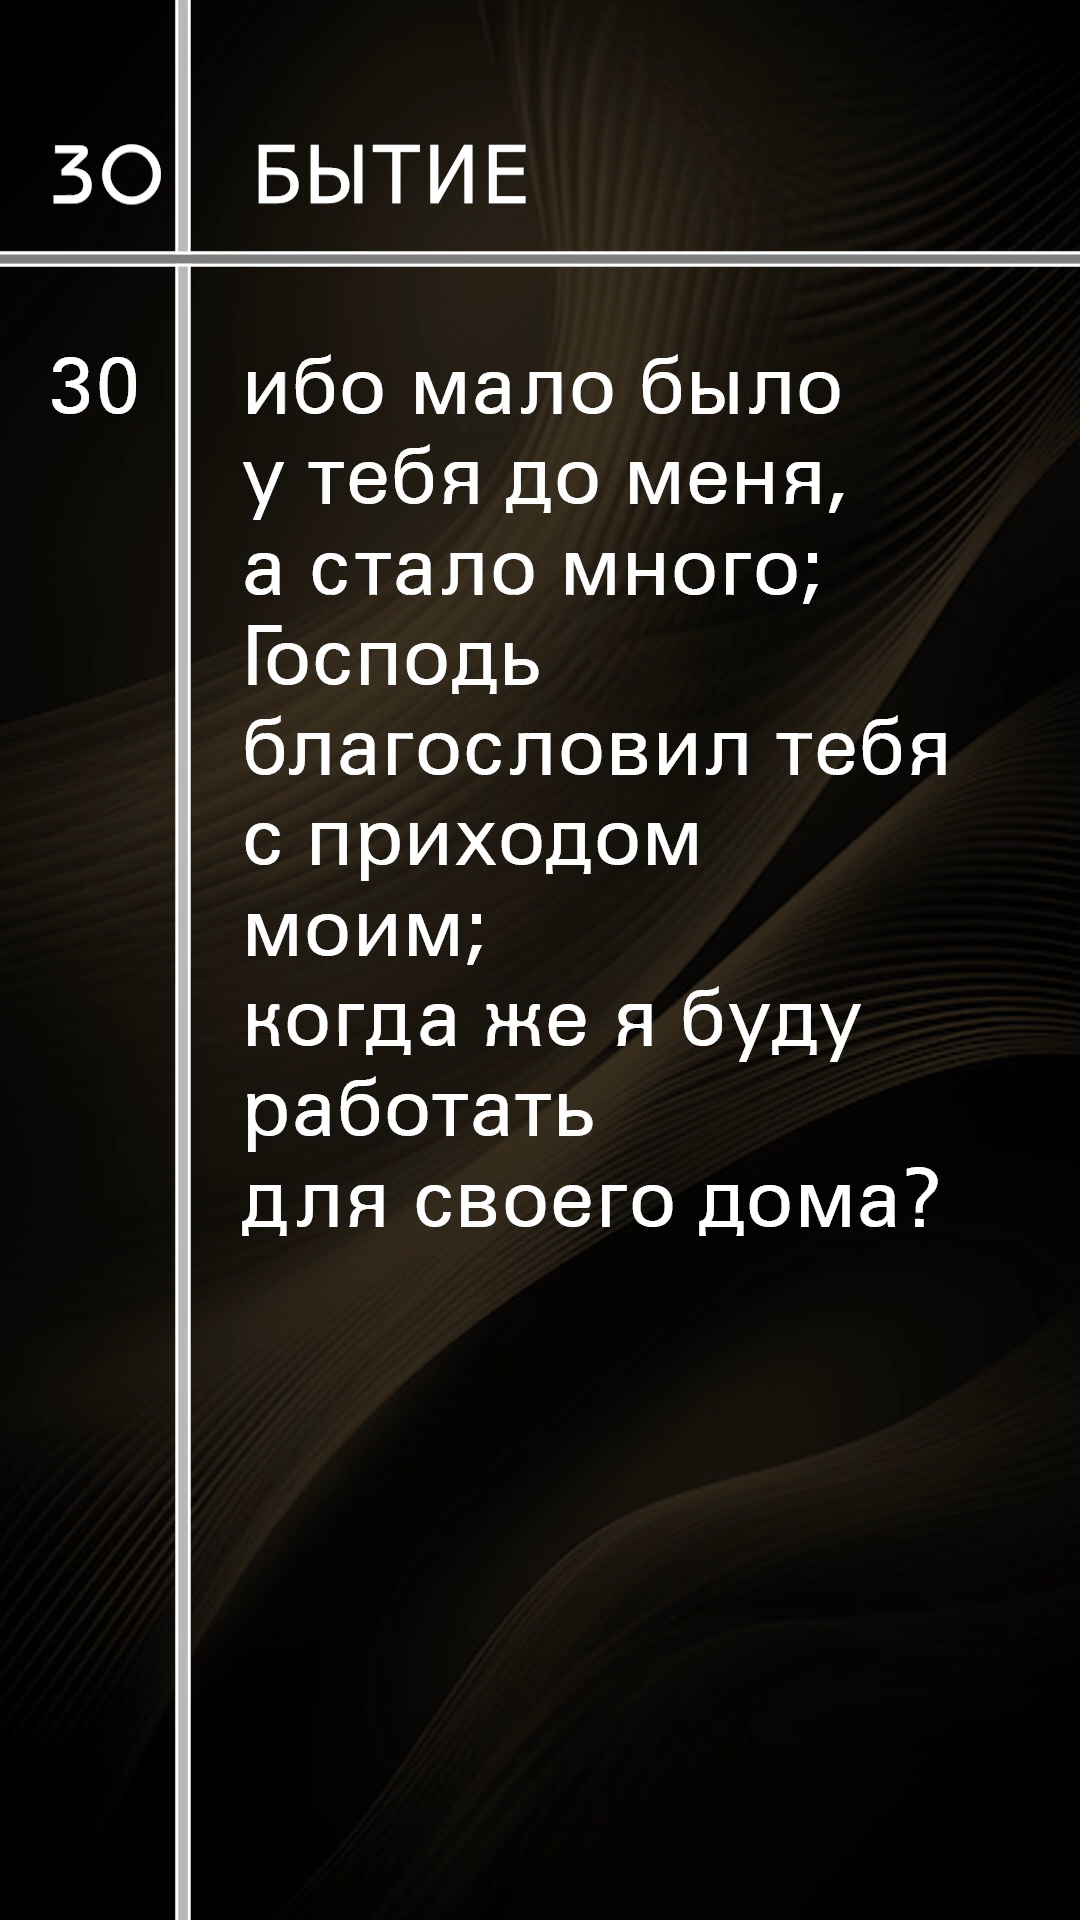 30 БЫТИЕ
30 ибо мало было
у тебя до меня,
а стало много;
Господь
благословил тебя
с приходом
моим;
когда же я буду
работать
для своего дома?